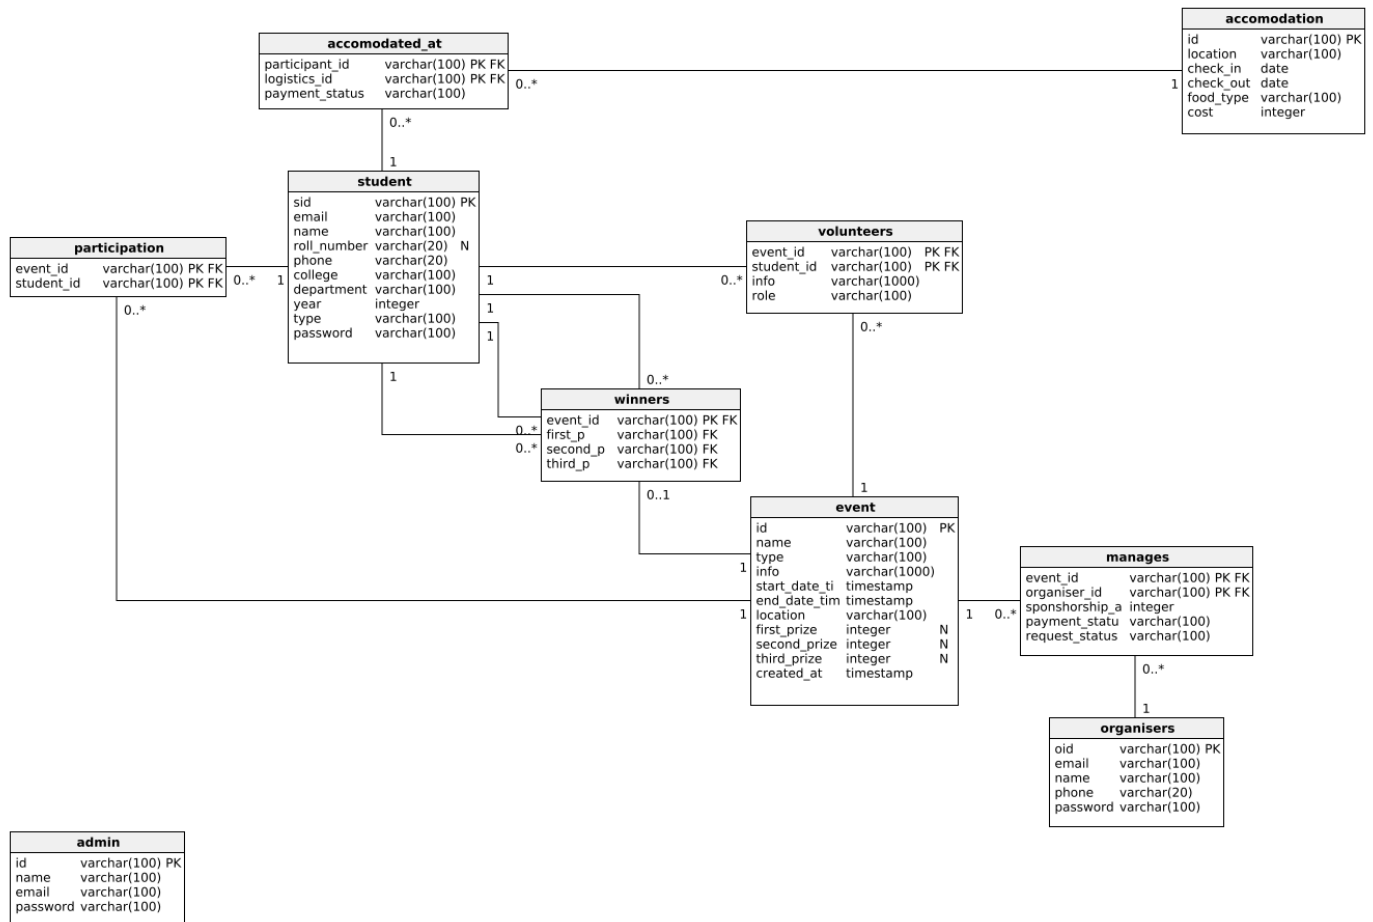 accomodation
id varchar(100) PK
location varchar(100)
check_in date
check_out date
food_type varchar(100)
cost integer
accomodated_at
participant_id varchar(100) PK FK
logistics_id varchar(100) PK FK
payment_status varchar(100)
0..*
1
0..*
1
student
sid varchar(100) PK
email varchar(100)
name varchar(100)
roll_number varchar(20) N
phone varchar(20)
college varchar(100)
department varchar(100)
year integer
type varchar(100)
password varchar(100)
participation
event_id varchar(100) PK FK
student_id varchar(100) PK FK
0..*
1
0..*
volunteers
event_id varchar(100) PK FK
student_id varchar(100) PK FK
info varchar(1000)
role varchar(100)
1
0..*
1
1
1
0..*
0..*
0..*
0..*
winners
event_id varchar(100) PK FK
first_p varchar(100) FK
second_p varchar(100) FK
third_p varchar(100) FK
0..1
1
1
1
event
id varchar(100) PK
name varchar(100)
type varchar(100)
info varchar(1000)
start_date_ti timestamp
end_date_tim timestamp
location varchar(100)
first_prize integer N
second_prize integer N
third_prize integer N
created_at timestamp
1
0..*
manages
event_id varchar(100) PK FK
organiser_id varchar(100) PK FK
sponshorship_a integer
payment_statu varchar(100)
request_status varchar(100)
0..*
1
organisers
oid varchar(100) PK
email varchar(100)
name varchar(100)
phone varchar(20)
password varchar(100)
admin
id varchar(100) PK
name varchar(100)
email varchar(100)
password varchar(100)